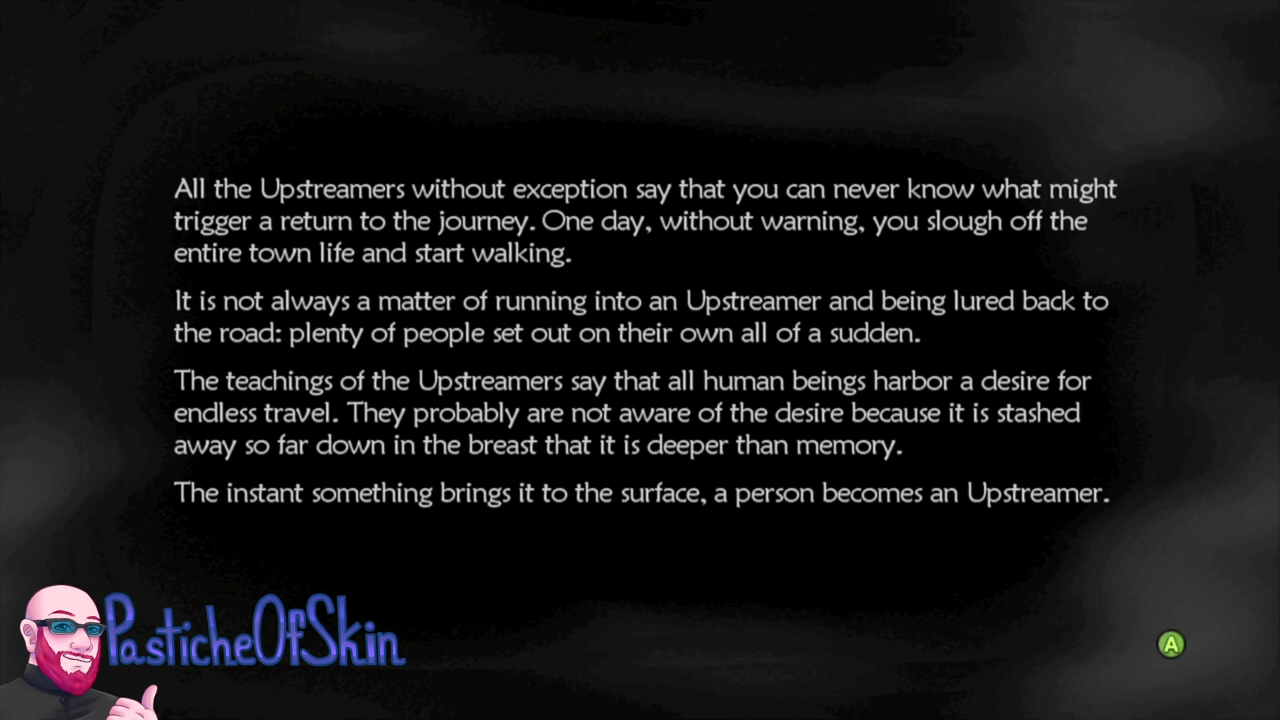 All the Upstreamers without exception say that you can never know what might
trigger a return to the journey. One day, without warning, you slough off the
entire town life and start walking.
It is not always a matter of running into an Upstreamer and being lured back to
the road: plenty of people set out on their own all of a sudden.
The teachings of the Upstreamers say that all human beings harbor a desire for
endless travel. They probably are not aware of the desire because it is stashed
away so far down in the breast that it is deeper than memory.
The instant something brings it to the surface, a person becomes an Upstreamer.
PasticheOfSkin
A